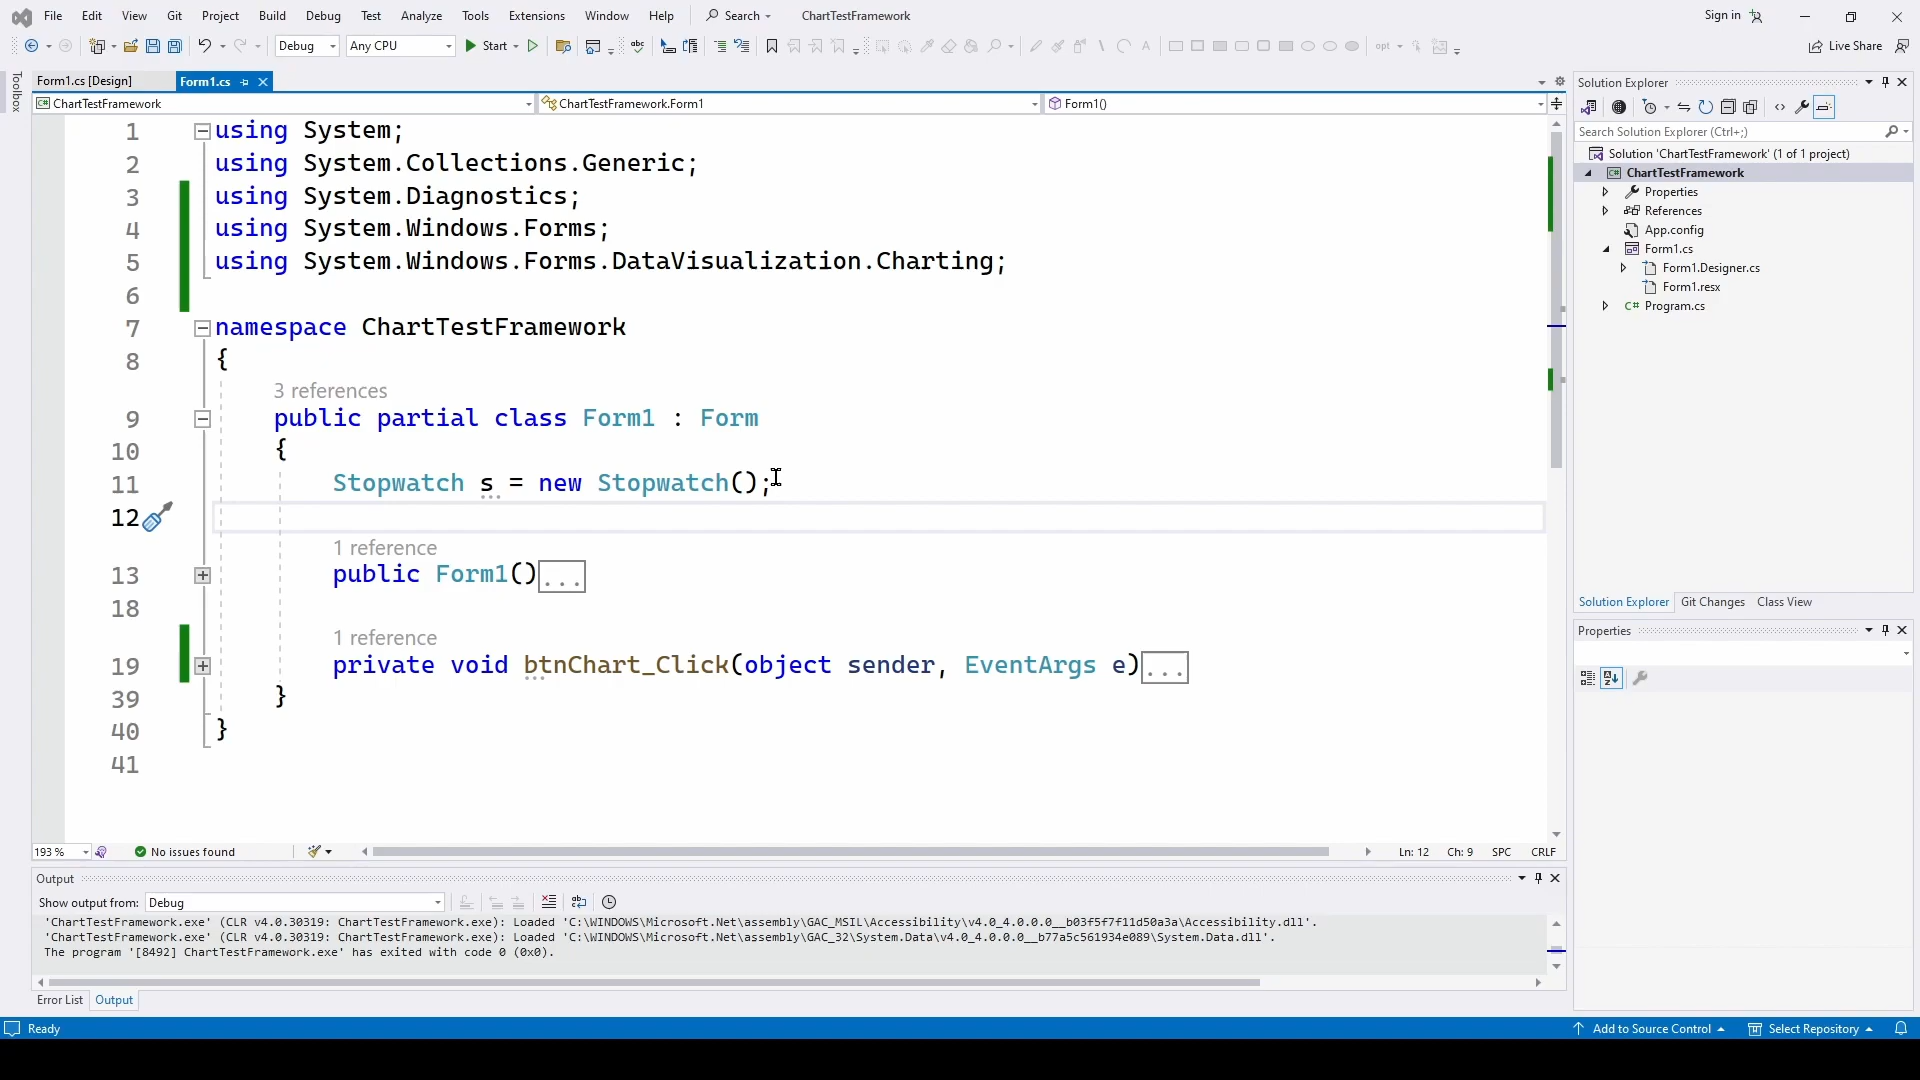 File Edit View Git Project Build Debug Test Analyze Tools Extensions Window Help Search ChartTestFramework Sign in
Debug Any CPU Start opt Live Share
Toolbox
Form1.cs [Design] Form1.cs
ChartTestFramework ChartTestFramework.Form1 Form1()
1 using System;
2 using System.Collections.Generic;
3 using System.Diagnostics;
4 using System.Windows.Forms;
5 using System.Windows.Forms.DataVisualization.Charting;
6
7 namespace ChartTestFramework
8 {
3 references
9 public partial class Form1 : Form
10 {
11 Stopwatch s = new Stopwatch();
12
1 reference
13 public Form1()...
18
1 reference
19 private void btnChart_Click(object sender, EventArgs e)...
39 }
40 }
41
193 % No issues found Ln: 12 Ch: 9 SPC CRLF
Output
Show output from: Debug
'ChartTestFramework.exe' (CLR v4.0.30319: ChartTestFramework.exe): Loaded 'C:\WINDOWS\Microsoft.Net\assembly\GAC_MSIL\Accessibility\v4.0_4.0.0.0__b03f5f7f11d50a3a\Accessibility.dll'.
'ChartTestFramework.exe' (CLR v4.0.30319: ChartTestFramework.exe): Loaded 'C:\WINDOWS\Microsoft.Net\assembly\GAC_32\System.Data\v4.0_4.0.0.0__b77a5c561934e089\System.Data.dll'.
The program '[8492] ChartTestFramework.exe' has exited with code 0 (0x0).
Error List Output
Solution Explorer
Search Solution Explorer (Ctrl+;)
Solution 'ChartTestFramework' (1 of 1 project)
C# ChartTestFramework
Properties
References
App.config
Form1.cs
Form1.Designer.cs
Form1.resx
C# Program.cs
Solution Explorer Git Changes Class View
Properties
Ready Add to Source Control Select Repository